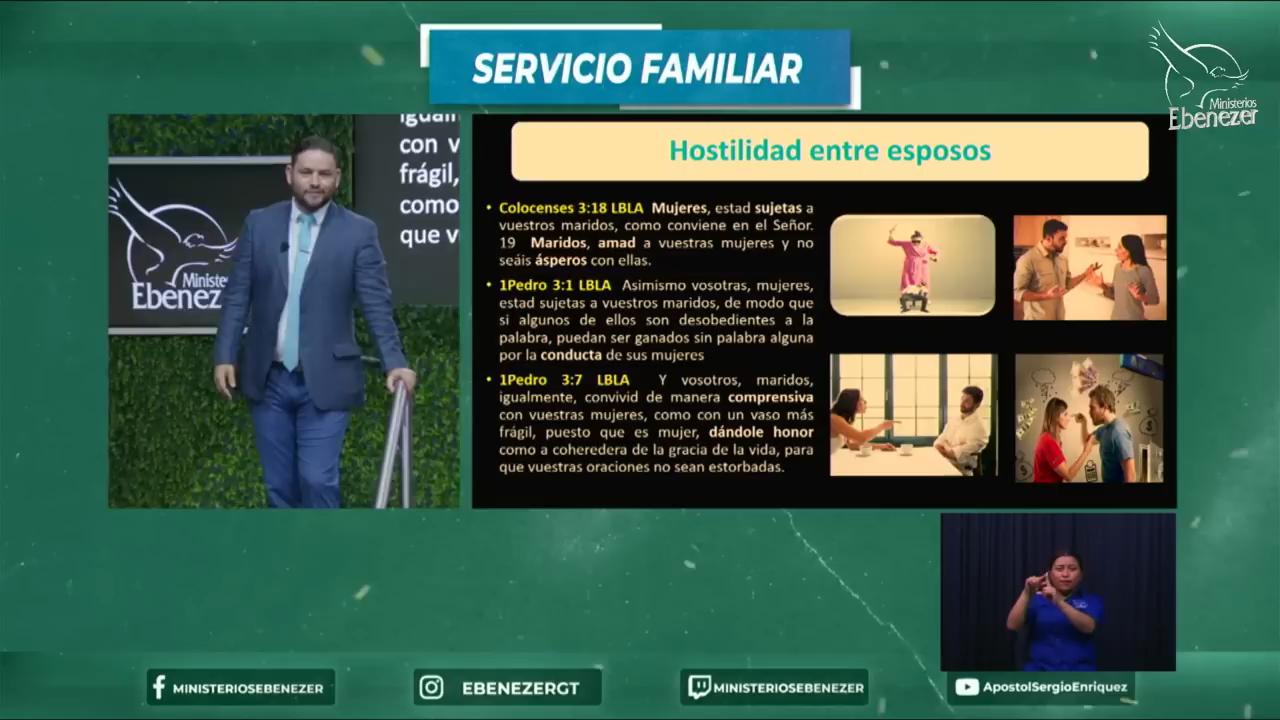 SERVICIO FAMILIAR
Ministerios
Ebenezer
con v
frágil,
como
que v
Ministe
Ebenez
Hostilidad entre esposos
• Colocenses 3:18 LBLA Mujeres, estad sujetas a
vuestros maridos, como conviene en el Señor.
19 Maridos, amad a vuestras mujeres y no
seáis ásperos con ellas.
• 1Pedro 3:1 LBLA Asimismo vosotras, mujeres,
estad sujetas a vuestros maridos, de modo que
si algunos de ellos son desobedientes a la
palabra, puedan ser ganados sin palabra alguna
por la conducta de sus mujeres
• 1Pedro 3:7 LBLA Y vosotros, maridos,
igualmente, convivid de manera comprensiva
con vuestras mujeres, como con un vaso más
frágil, puesto que es mujer, dándole honor
como a coheredera de la gracia de la vida, para
que vuestras oraciones no sean estorbadas.
MINISTERIOSEBENEZER
EBENEZERGT
MINISTERIOSEBENEZER
ApostolSergioEnriquez